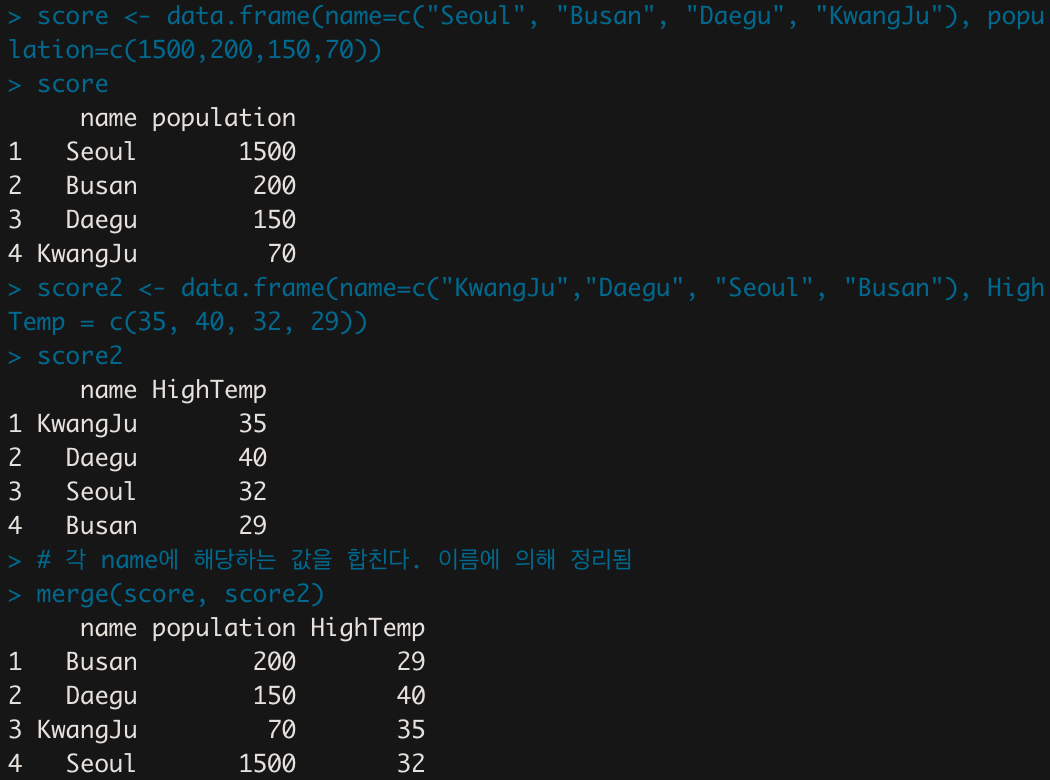 > score <- data.frame(name=c("Seoul", "Busan", "Daegu", "KwangJu"), popu
lation=c(1500,200,150,70))
> score
     name population
1   Seoul       1500
2   Busan        200
3   Daegu        150
4 KwangJu         70
> score2 <- data.frame(name=c("KwangJu","Daegu", "Seoul", "Busan"), High
Temp = c(35, 40, 32, 29))
> score2
     name HighTemp
1 KwangJu       35
2   Daegu       40
3   Seoul       32
4   Busan       29
> # 각 name에 해당하는 값을 합친다. 이름에 의해 정리됨
> merge(score, score2)
     name population HighTemp
1   Busan        200       29
2   Daegu        150       40
3 KwangJu         70       35
4   Seoul       1500       32